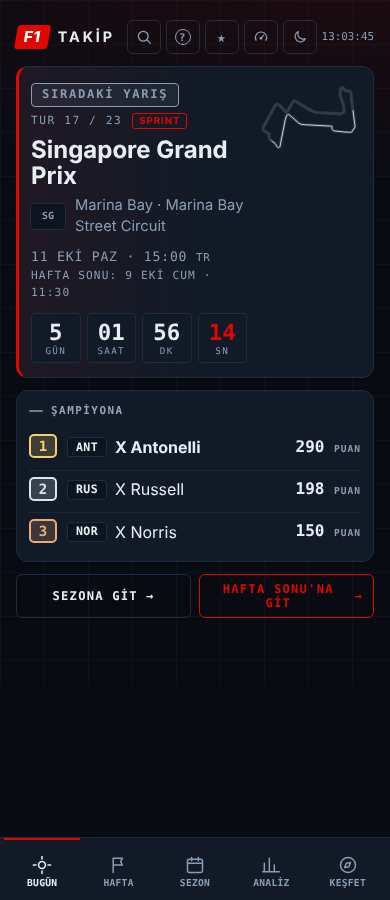 F1 TAKİP ? ★ 13:03:45
SIRADAKİ YARIŞ
TUR 17 / 23 SPRINT
Singapore Grand
Prix
SG Marina Bay · Marina Bay
Street Circuit
11 EKİ PAZ · 15:00 TR
HAFTA SONU: 9 EKİ CUM ·
11:30
5 01 56 14
GÜN SAAT DK SN
— ŞAMPİYONA
1 ANT X Antonelli 290 PUAN
2 RUS X Russell 198 PUAN
3 NOR X Norris 150 PUAN
SEZONA GİT →
HAFTA SONU'NA
GİT →
BUGÜN HAFTA SEZON ANALİZ KEŞFET